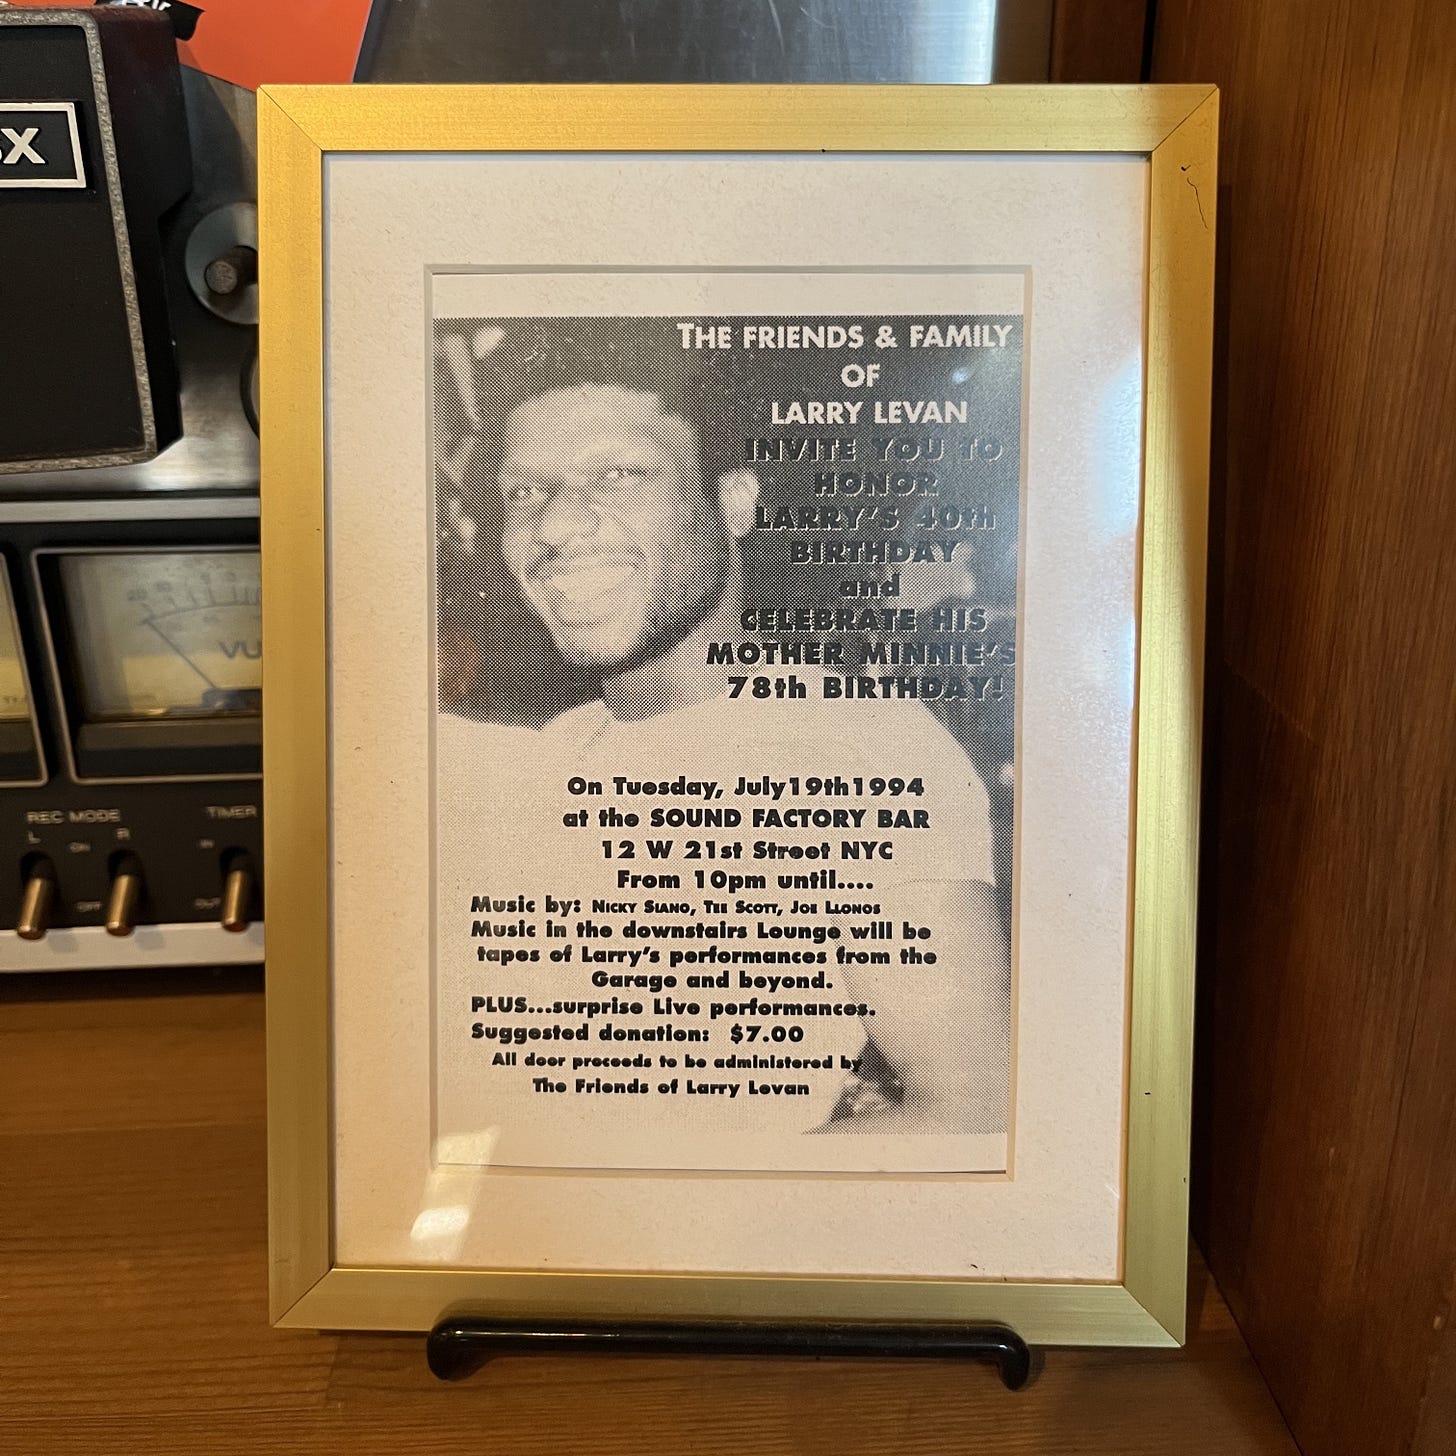 THE FRIENDS & FAMILY
OF
LARRY LEVAN
INVITE YOU TO
HONOR
LARRY'S 40th
BIRTHDAY
and
CELEBRATE HIS
MOTHER MINNIE'S
78th BIRTHDAY!
On Tuesday, July19th1994
at the SOUND FACTORY BAR
12 W 21st Street NYC
From 10pm until....
Music by: NICKY SIANO, TEE SCOTT, JOE LLONOS
Music in the downstairs Lounge will be
tapes of Larry's performances from the
Garage and beyond.
PLUS...surprise Live performances.
Suggested donation: $7.00
All door proceeds to be administered by
The Friends of Larry Levan
VU
REC MODE
L R
ON
OFF
TIMER
IN
OUT